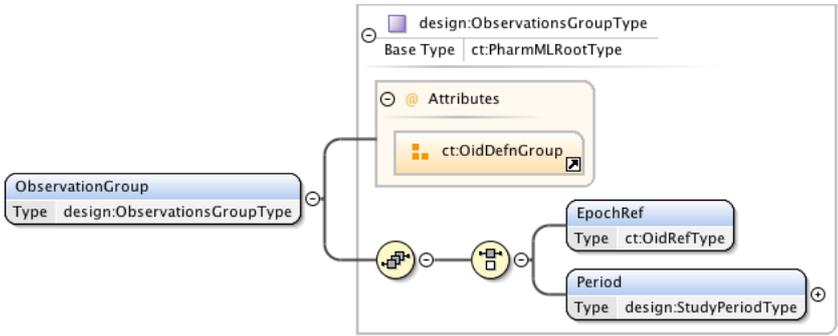 design:ObservationsGroupType
Base Type ct:PharmMLRootType
@ Attributes
ct:OidDefnGroup
ObservationGroup
Type design:ObservationsGroupType
EpochRef
Type ct:OidRefType
Period
Type design:StudyPeriodType